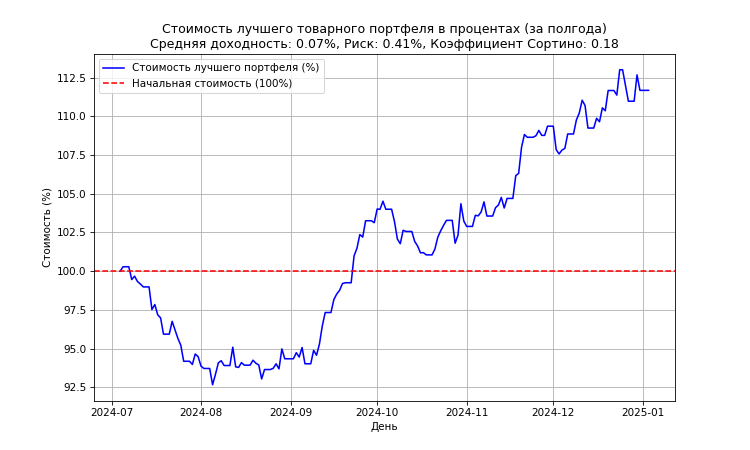 Стоимость лучшего товарного портфеля в процентах (за полгода)
Средняя доходность: 0.07%, Риск: 0.41%, Коэффициент Сортино: 0.18
Стоимость лучшего портфеля (%)
Начальная стоимость (100%)
Стоимость (%)
112.5
110.0
107.5
105.0
102.5
100.0
97.5
95.0
92.5
2024-07
2024-08
2024-09
2024-10
2024-11
2024-12
2025-01
День